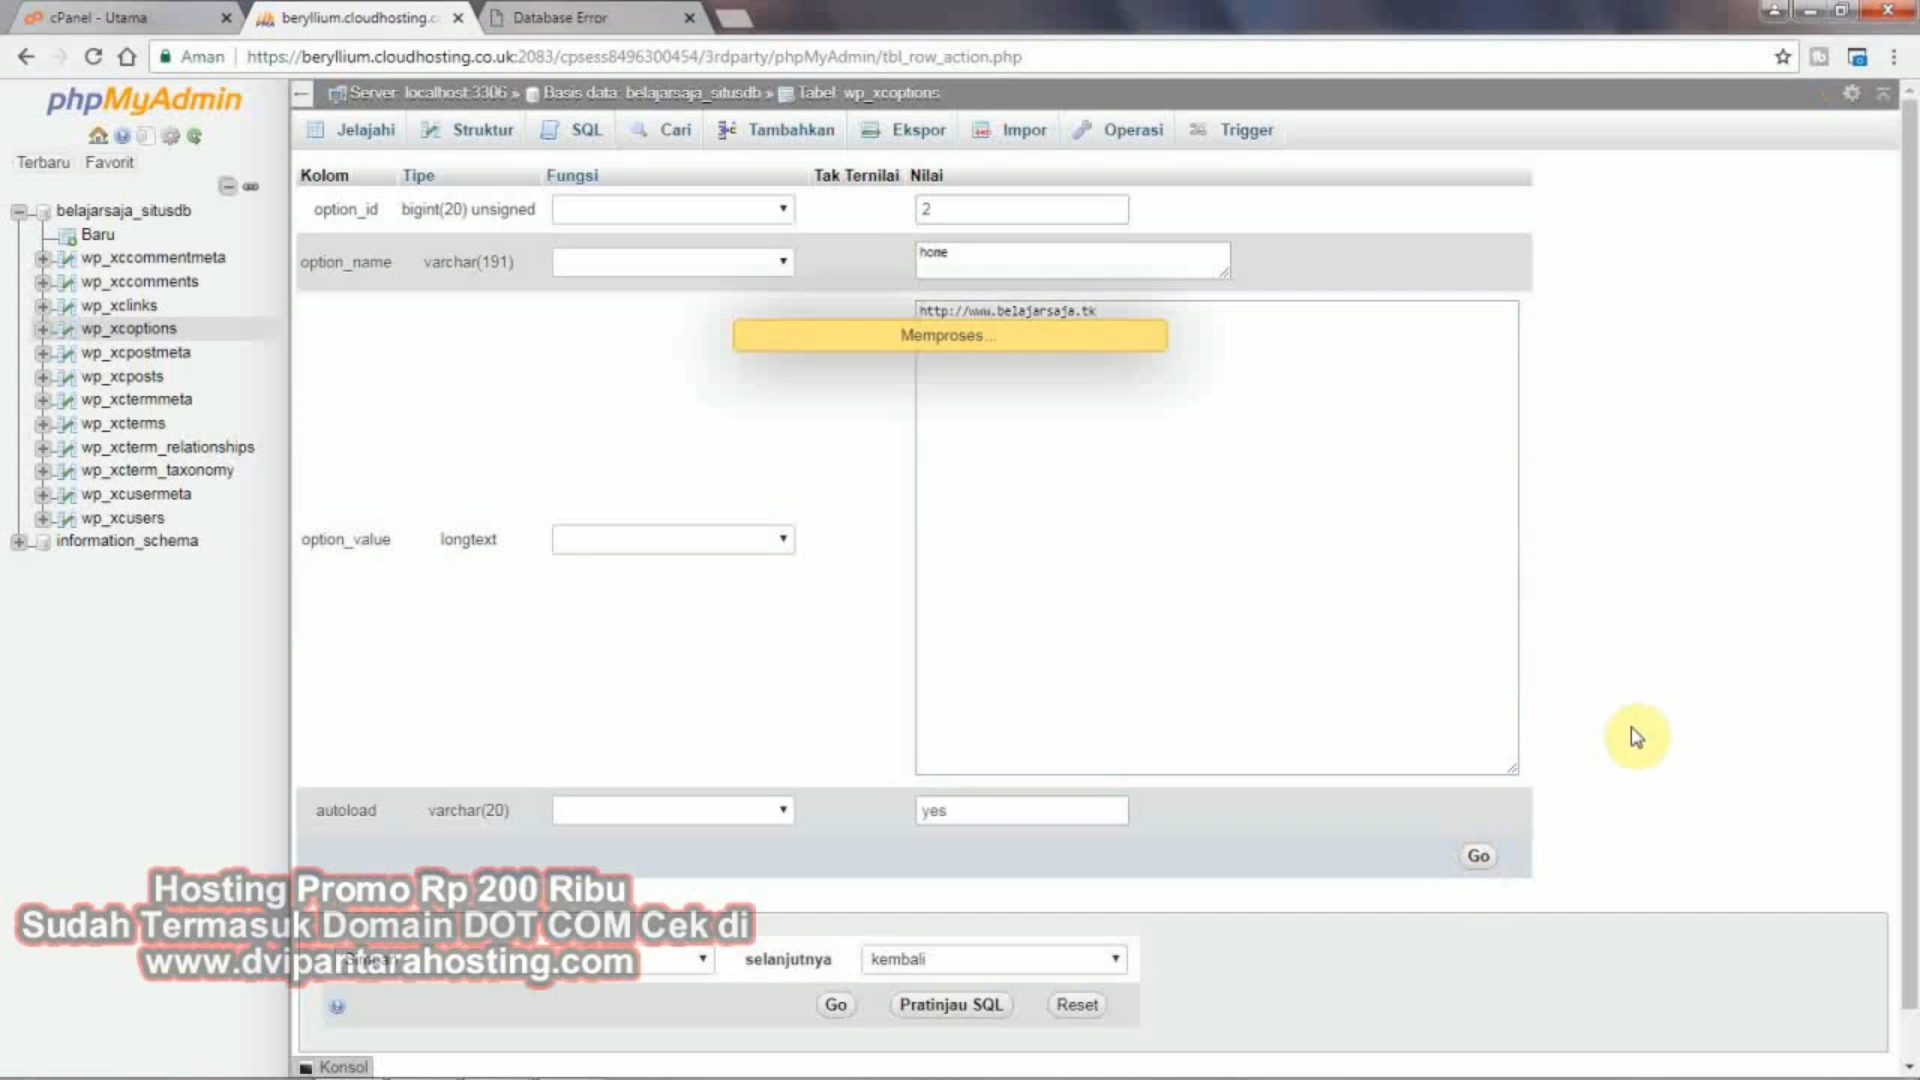 cPanel - Utama
beryllium.cloudhosting.c
Database Error
Aman
https://beryllium.cloudhosting.co.uk:2083/cpsess8496300454/3rdparty/phpMyAdmin/tbl_row_action.php
phpMyAdmin
Server: localhost:3306 » Basis data: belajarsaja_situsdb » Tabel: wp_xcoptions
Jelajahi Struktur SQL Cari Tambahkan Ekspor Impor Operasi Trigger
Terbaru Favorit
belajarsaja_situsdb
Baru
wp_xccommentmeta
wp_xccomments
wp_xclinks
wp_xcoptions
wp_xcpostmeta
wp_xcposts
wp_xctermmeta
wp_xcterms
wp_xcterm_relationships
wp_xcterm_taxonomy
wp_xcusermeta
wp_xcusers
information_schema
Kolom Tipe Fungsi Tak Ternilai Nilai
option_id bigint(20) unsigned 2
option_name varchar(191) home
http://www.belajarsaja.tk
Memproses...
option_value longtext
autoload varchar(20) yes
Go
Hosting Promo Rp 200 Ribu
Sudah Termasuk Domain DOT COM Cek di
www.dvipantarahosting.com
selanjutnya kembali
Go Pratinjau SQL Reset
Konsol